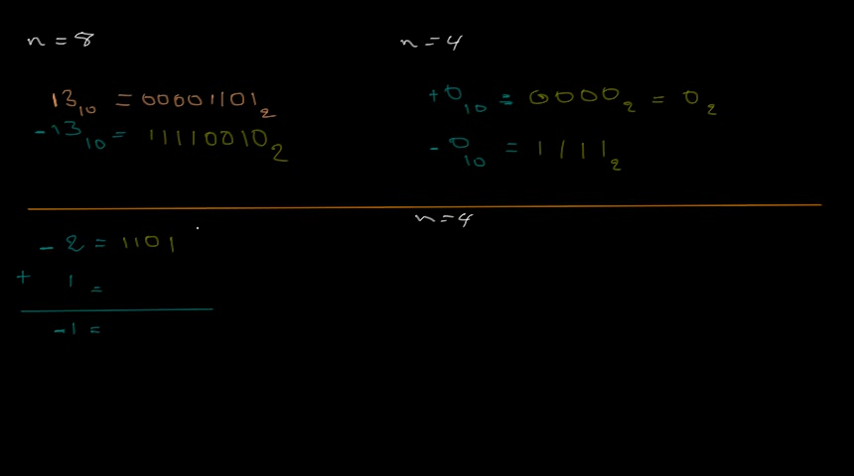 n = 8
13₁₀ = 00001101₂
-13₁₀ = 11110010₂
n = 4
+0₁₀ = 0000₂ = 0₂
-0₁₀ = 1111₂
n = 4
-2 = 1101
+ 1 =
-1 =